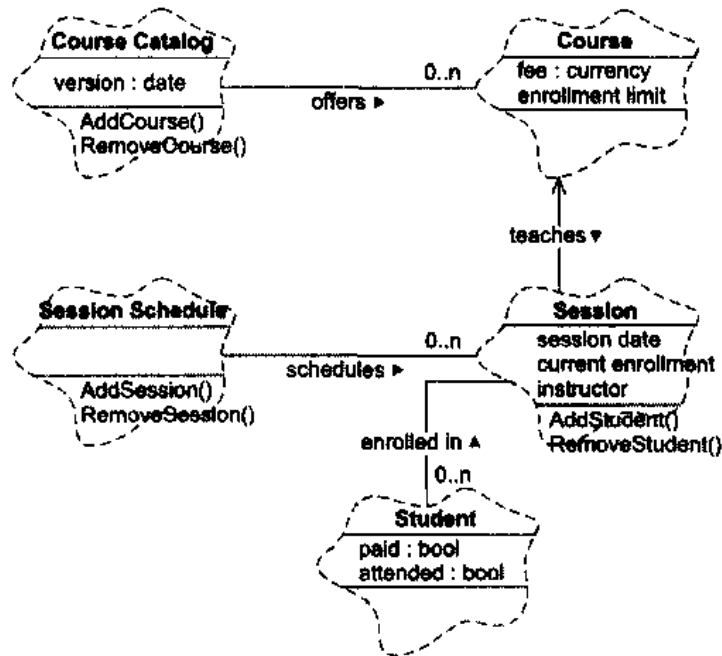 Course Catalog
version : date
AddCourse()
RemoveCourse()
0..n
offers ►
Course
fee : currency
enrollment limit
teaches ▼
Session Schedule
AddSession()
RemoveSession()
0..n
schedules ►
Session
session date
current enrollment
instructor
AddStudent()
RemoveStudent()
enrolled in ▲
0..n
Student
paid : bool
attended : bool